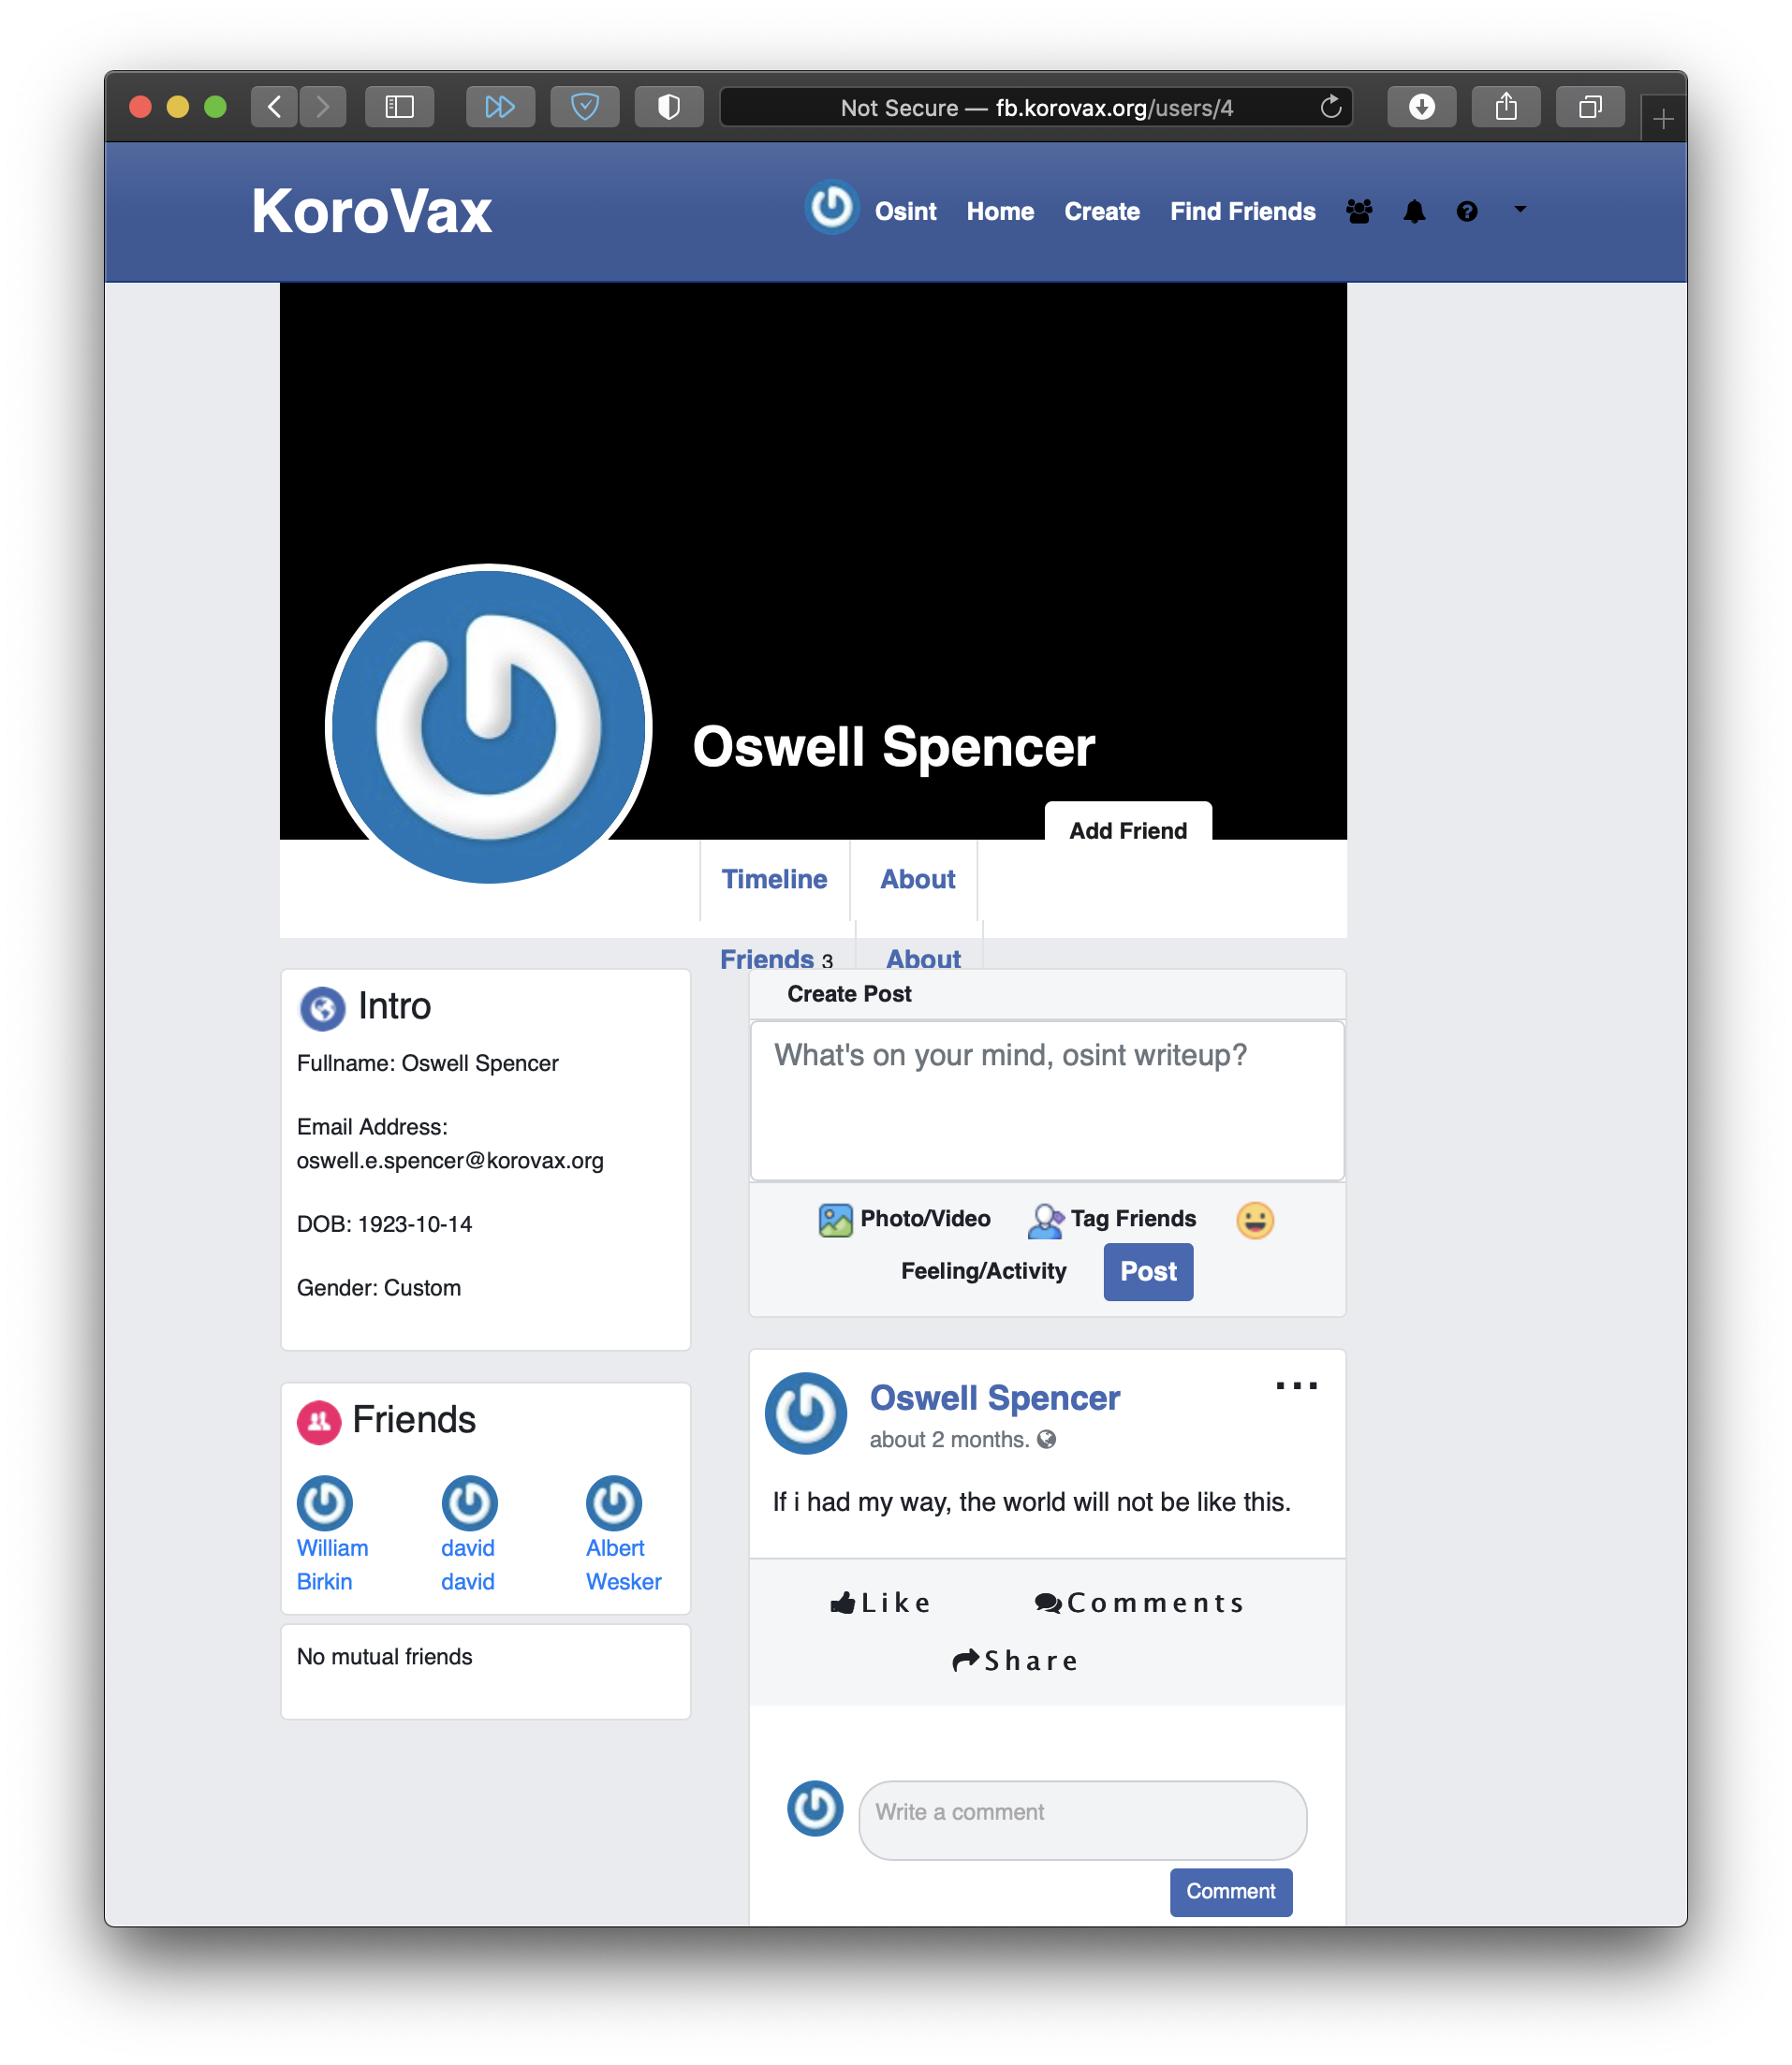 Not Secure — fb.korovax.org/users/4
KoroVax
Osint Home Create Find Friends
Oswell Spencer
Add Friend
Timeline About
Friends 3 About
Intro
Fullname: Oswell Spencer
Email Address:
oswell.e.spencer@korovax.org
DOB: 1923-10-14
Gender: Custom
Friends
William
Birkin
david
david
Albert
Wesker
No mutual friends
Create Post
What's on your mind, osint writeup?
Photo/Video Tag Friends
Feeling/Activity Post
Oswell Spencer
about 2 months.
If i had my way, the world will not be like this.
Like Comments
Share
Write a comment
Comment